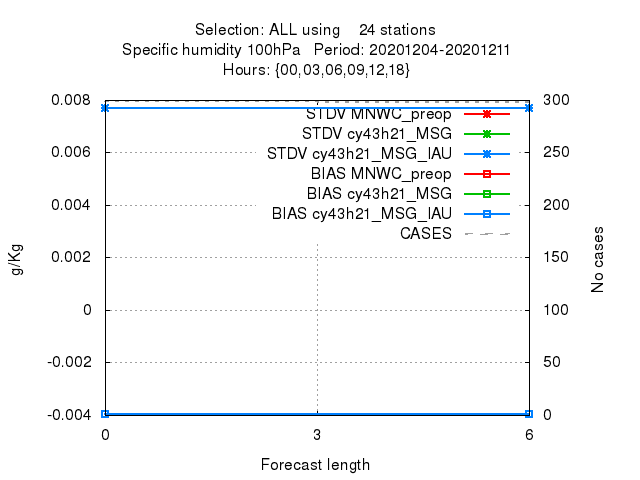 Selection: ALL using    24 stations
Specific humidity 100hPa   Period: 20201204-20201211
Hours: {00,03,06,09,12,18}
0.008
0.006
0.004
0.002
0
-0.002
-0.004
g/Kg
STDV MNWC_preop
STDV cy43h21_MSG
STDV cy43h21_MSG_IAU
BIAS MNWC_preop
BIAS cy43h21_MSG
BIAS cy43h21_MSG_IAU
CASES
300
250
200
150
100
50
0
No cases
0 3 6
Forecast length